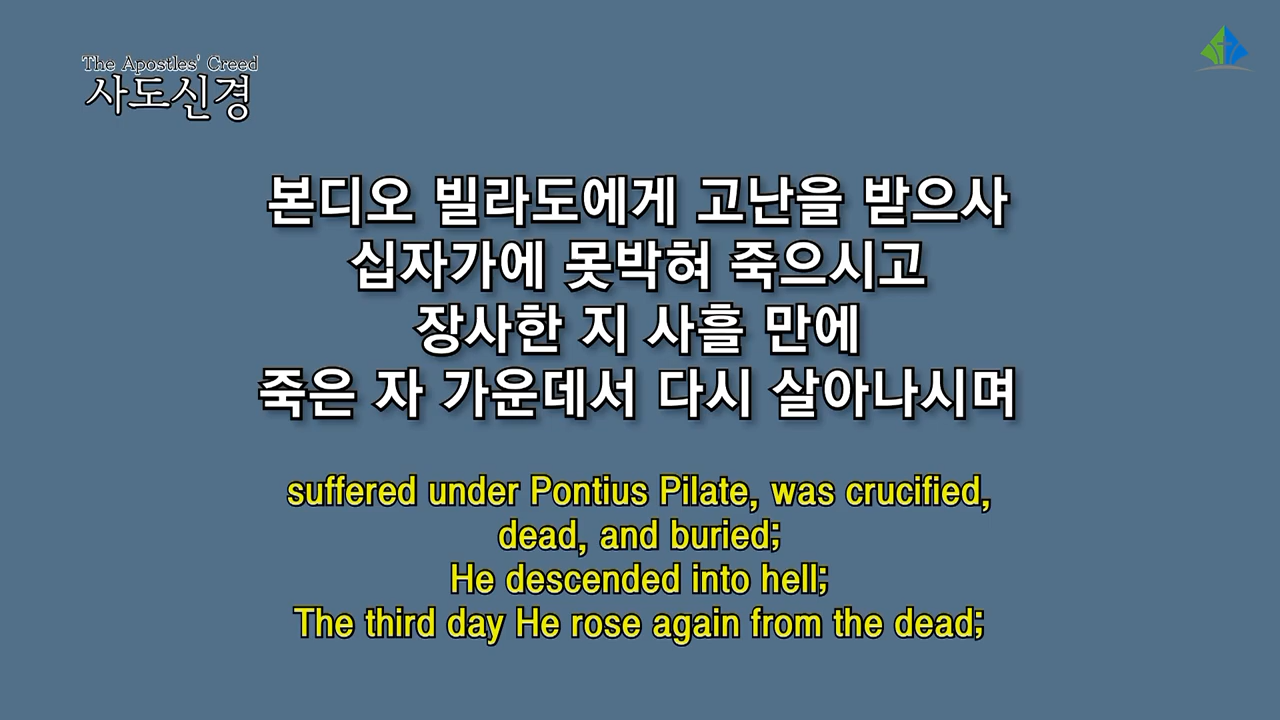 The Apostles' Creed
사도신경
본디오 빌라도에게 고난을 받으사
십자가에 못박혀 죽으시고
장사한 지 사흘 만에
죽은 자 가운데서 다시 살아나시며
suffered under Pontius Pilate, was crucified,
dead, and buried;
He descended into hell;
The third day He rose again from the dead;